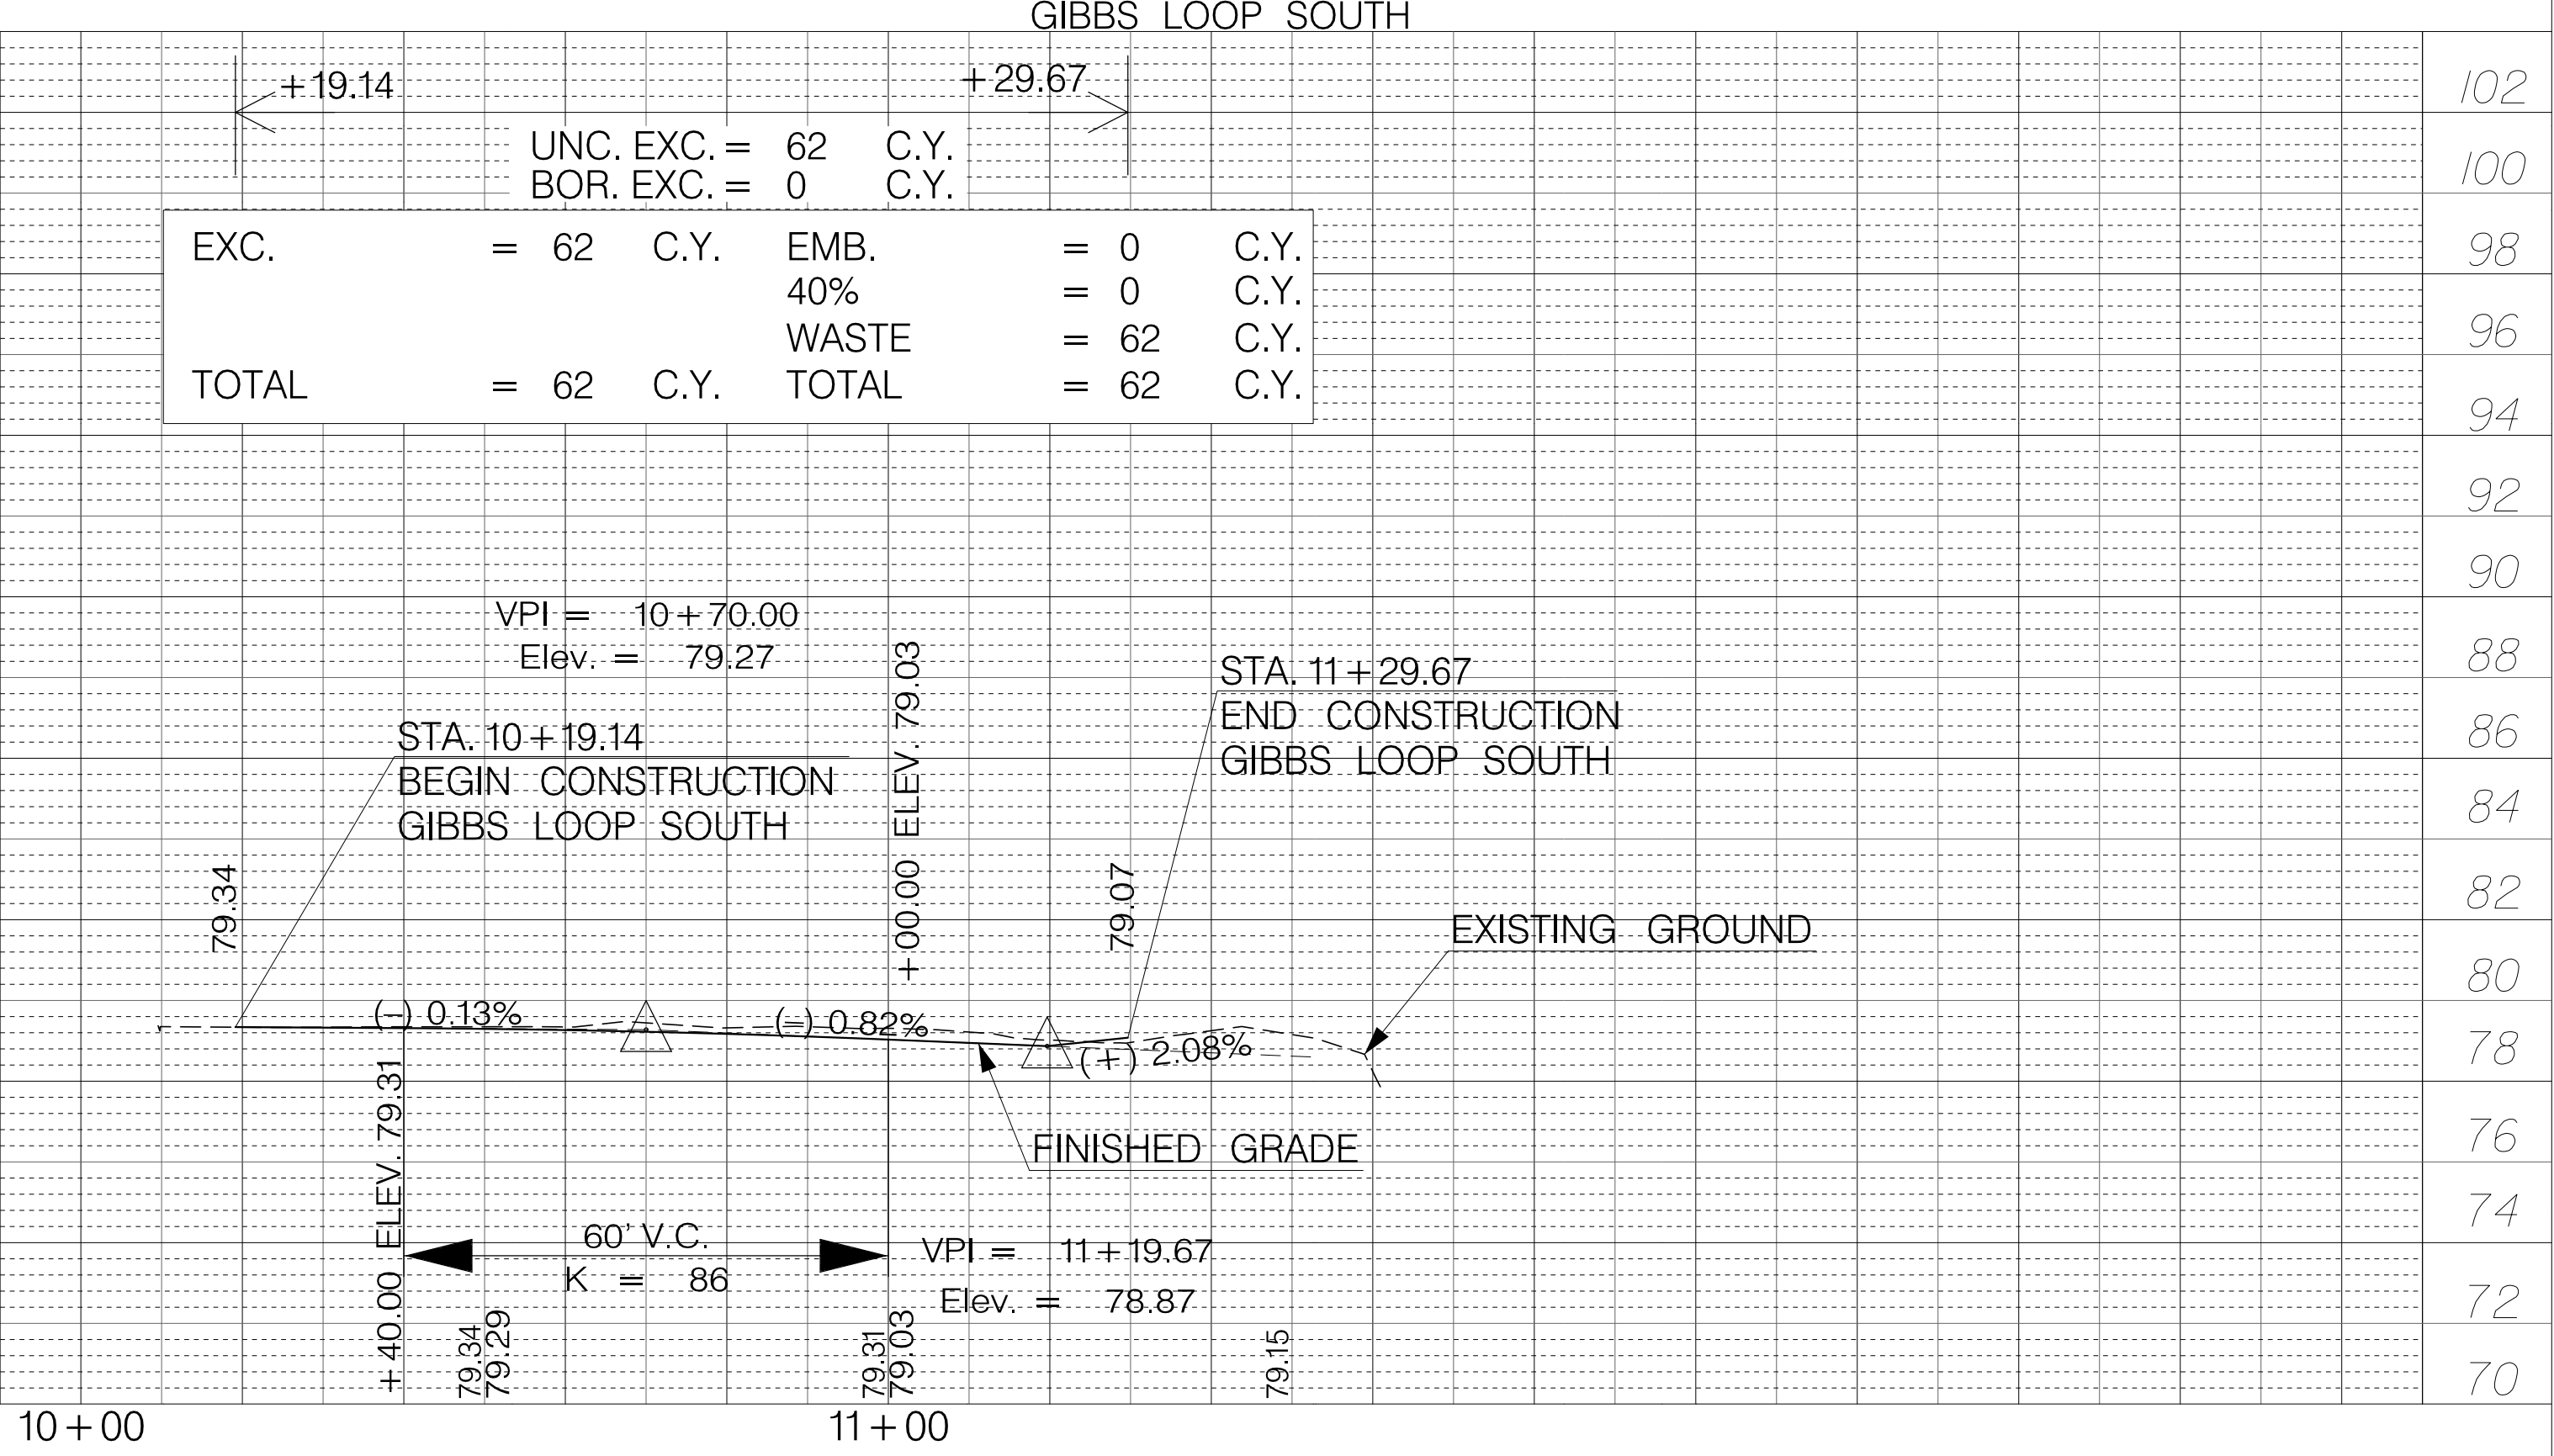 GIBBS LOOP SOUTH
+19.14
+29.67
UNC. EXC. = 62 C.Y.
BOR. EXC. = 0 C.Y.
EXC. = 62 C.Y. EMB. = 0 C.Y.
40% = 0 C.Y.
WASTE = 62 C.Y.
TOTAL = 62 C.Y. TOTAL = 62 C.Y.
102
100
98
96
94
92
90
88
86
84
82
80
78
76
74
72
70
VPI = 10+70.00
Elev. = 79.27
STA. 10+19.14
BEGIN CONSTRUCTION
GIBBS LOOP SOUTH
+00.00 ELEV. 79.03
STA. 11+29.67
END CONSTRUCTION
GIBBS LOOP SOUTH
79.34
79.07
EXISTING GROUND
(-) 0.13%
(-) 0.82%
(+) 2.08%
FINISHED GRADE
+40.00 ELEV. 79.31
60' V.C.
K = 86
VPI = 11+19.67
Elev. = 78.87
79.34
79.29
79.31
79.03
79.15
10+00
11+00